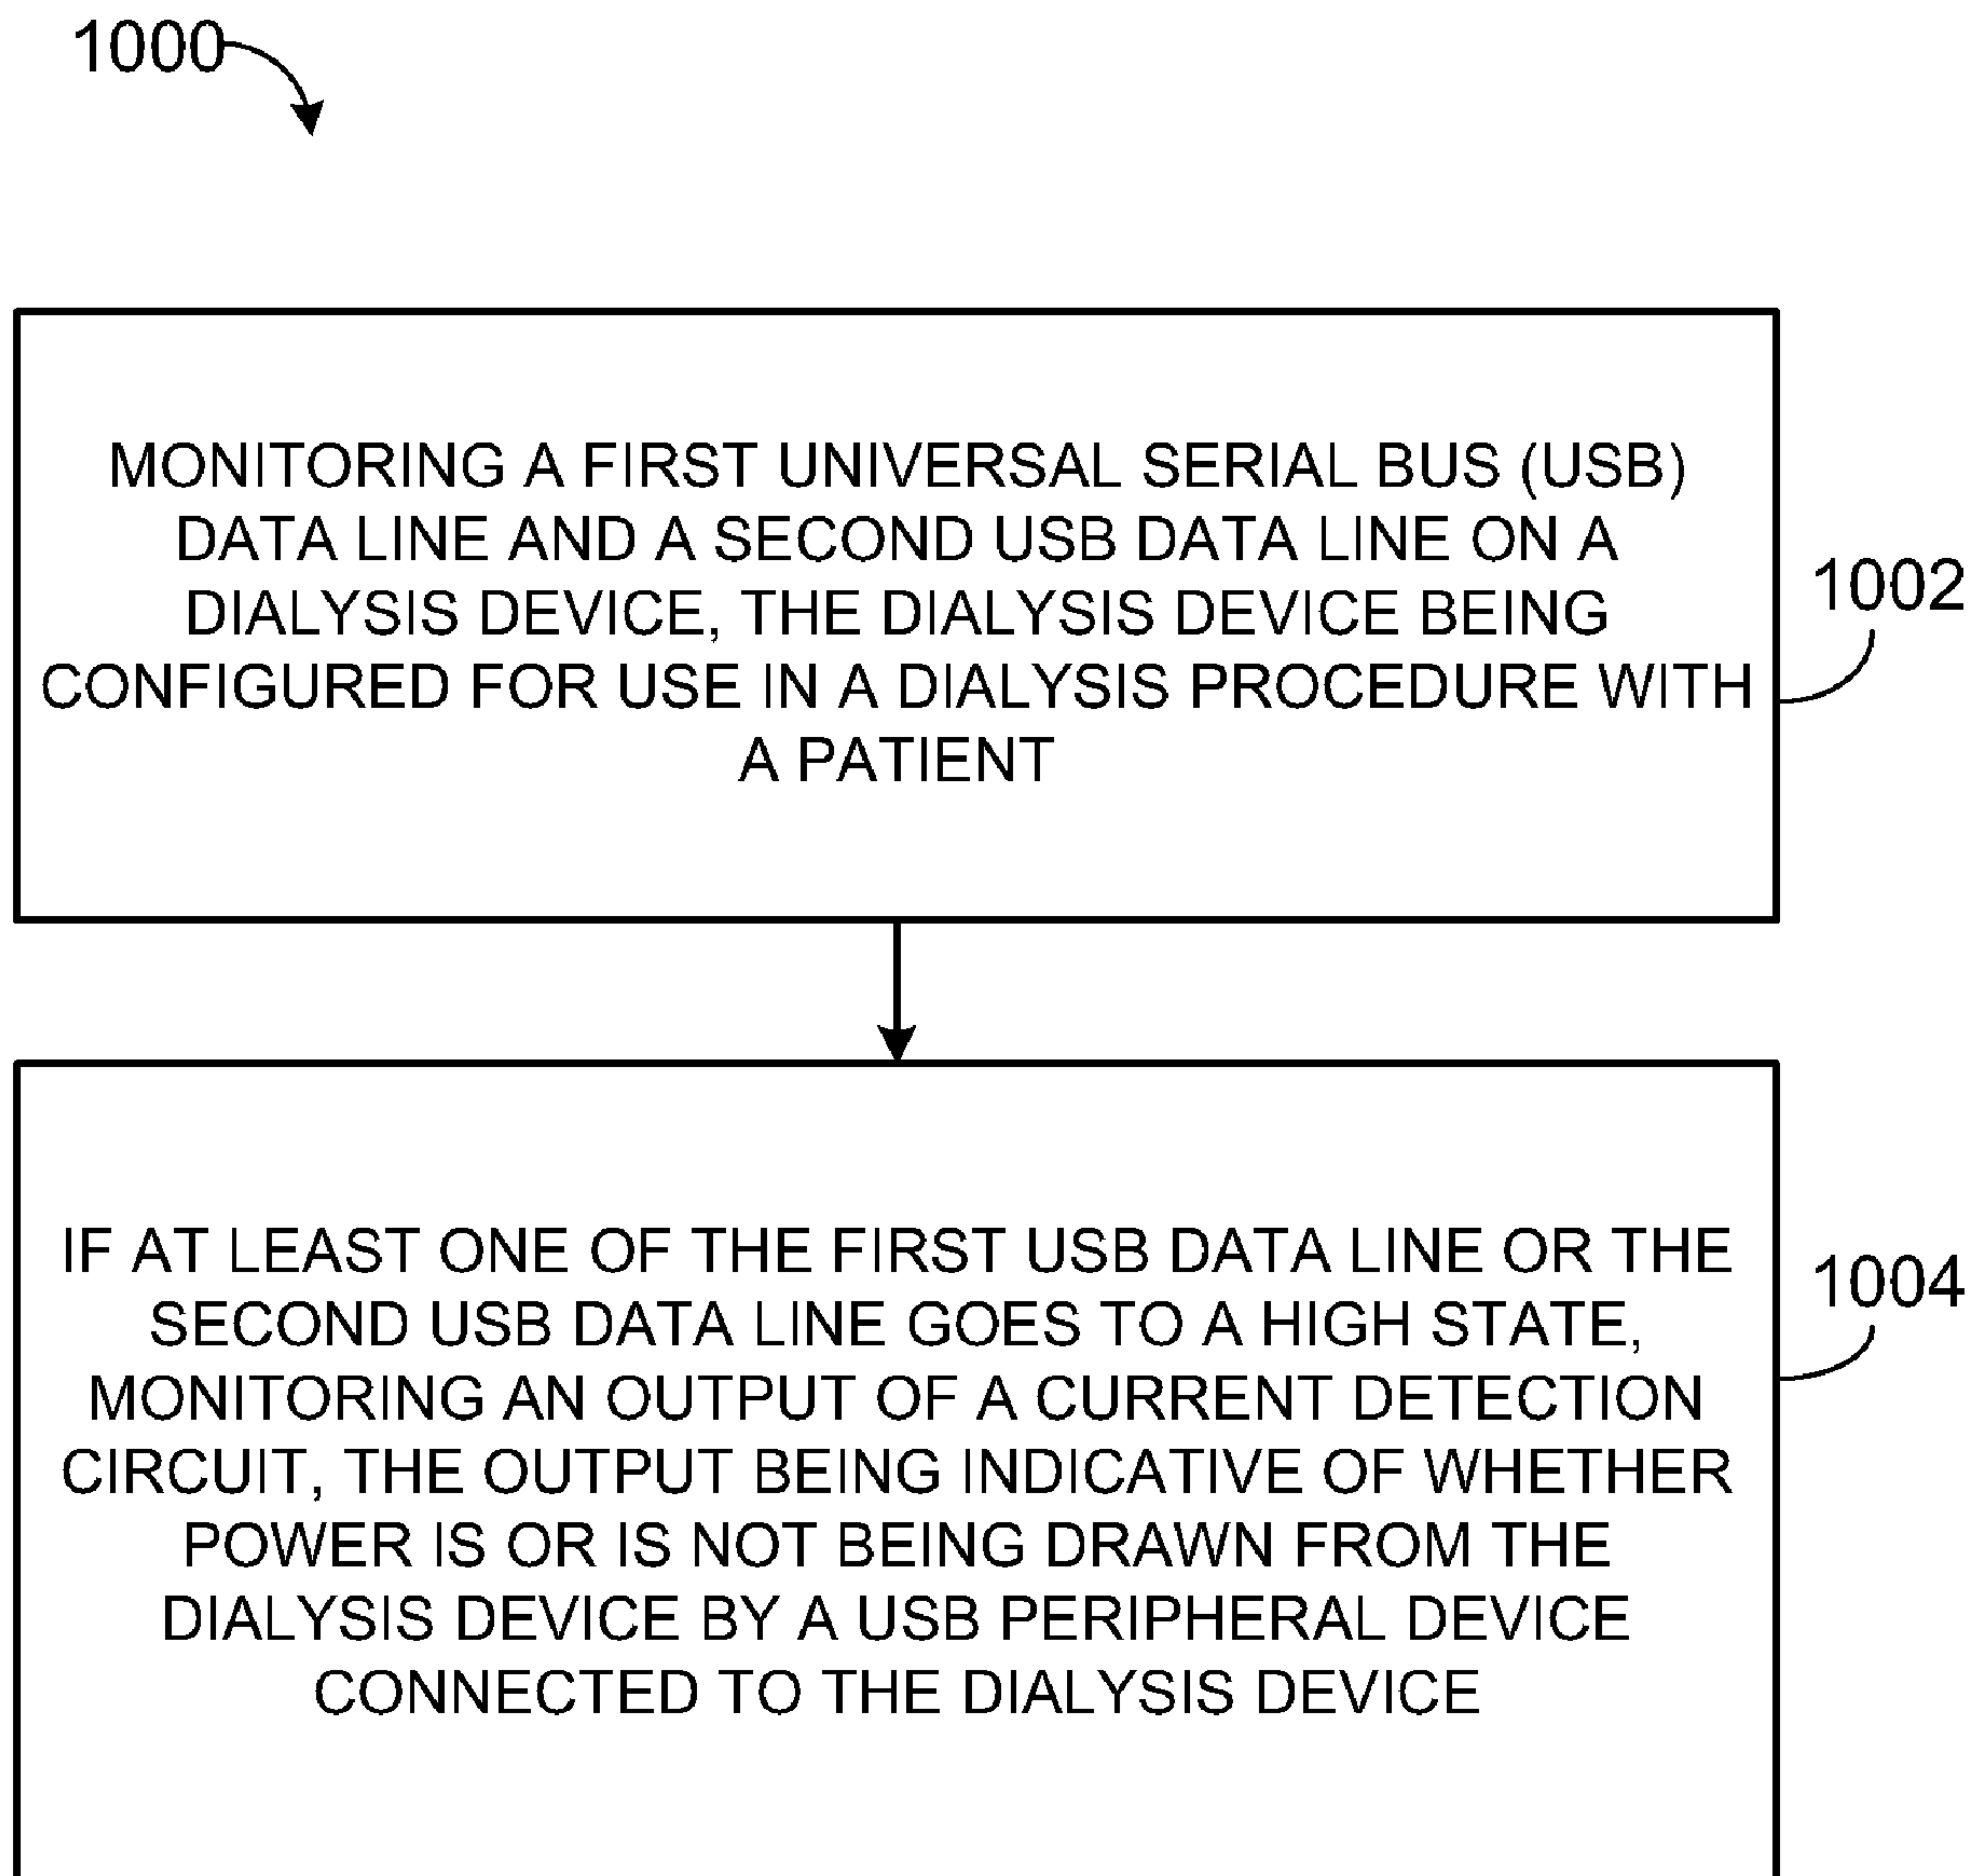 1000
MONITORING A FIRST UNIVERSAL SERIAL BUS (USB)
DATA LINE AND A SECOND USB DATA LINE ON A
DIALYSIS DEVICE, THE DIALYSIS DEVICE BEING
CONFIGURED FOR USE IN A DIALYSIS PROCEDURE WITH
A PATIENT
1002
IF AT LEAST ONE OF THE FIRST USB DATA LINE OR THE
SECOND USB DATA LINE GOES TO A HIGH STATE,
MONITORING AN OUTPUT OF A CURRENT DETECTION
CIRCUIT, THE OUTPUT BEING INDICATIVE OF WHETHER
POWER IS OR IS NOT BEING DRAWN FROM THE
DIALYSIS DEVICE BY A USB PERIPHERAL DEVICE
CONNECTED TO THE DIALYSIS DEVICE
1004